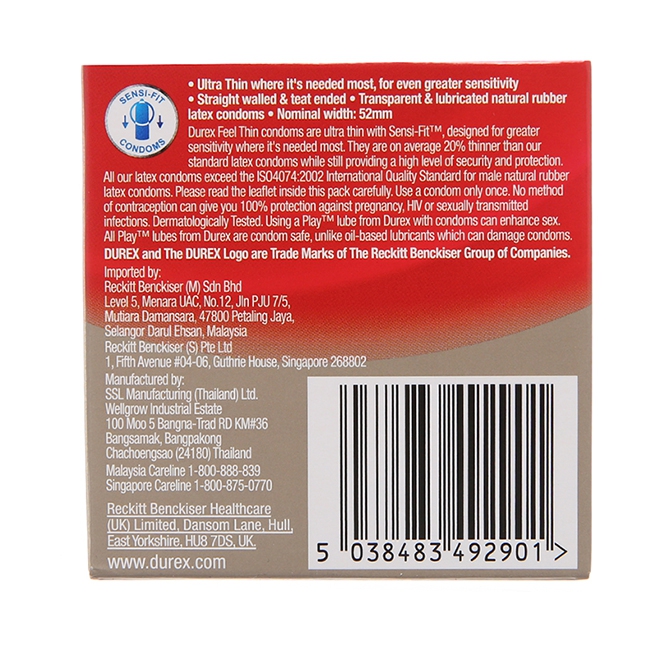 SENSI-FIT
CONDOMS
• Ultra Thin where it's needed most, for even greater sensitivity
• Straight walled & teat ended • Transparent & lubricated natural rubber
latex condoms • Nominal width: 52mm
Durex Feel Thin condoms are ultra thin with Sensi-Fit™, designed for greater
sensitivity where it's needed most. They are on average 20% thinner than our
standard latex condoms while still providing a high level of security and protection.
All our latex condoms exceed the ISO4074:2002 International Quality Standard for male natural rubber
latex condoms. Please read the leaflet inside this pack carefully. Use a condom only once. No method
of contraception can give you 100% protection against pregnancy, HIV or sexually transmitted
infections. Dermatologically Tested. Using a Play™ lube from Durex with condoms can enhance sex.
All Play™ lubes from Durex are condom safe, unlike oil-based lubricants which can damage condoms.
DUREX and The DUREX Logo are Trade Marks of The Reckitt Benckiser Group of Companies.
Imported by:
Reckitt Benckiser (M) Sdn Bhd
Level 5, Menara UAC, No.12, Jln PJU 7/5,
Mutiara Damansara, 47800 Petaling Jaya,
Selangor Darul Ehsan, Malaysia
Reckitt Benckiser (S) Pte Ltd
1, Fifth Avenue #04-06, Guthrie House, Singapore 268802
Manufactured by:
SSL Manufacturing (Thailand) Ltd.
Wellgrow Industrial Estate
100 Moo 5 Bangna-Trad RD KM#36
Bangsamak, Bangpakong
Chachoengsao (24180) Thailand
Malaysia Careline 1-800-888-839
Singapore Careline 1-800-875-0770
Reckitt Benckiser Healthcare
(UK) Limited, Dansom Lane, Hull,
East Yorkshire, HU8 7DS, UK.
www.durex.com
5 038483 492901 >